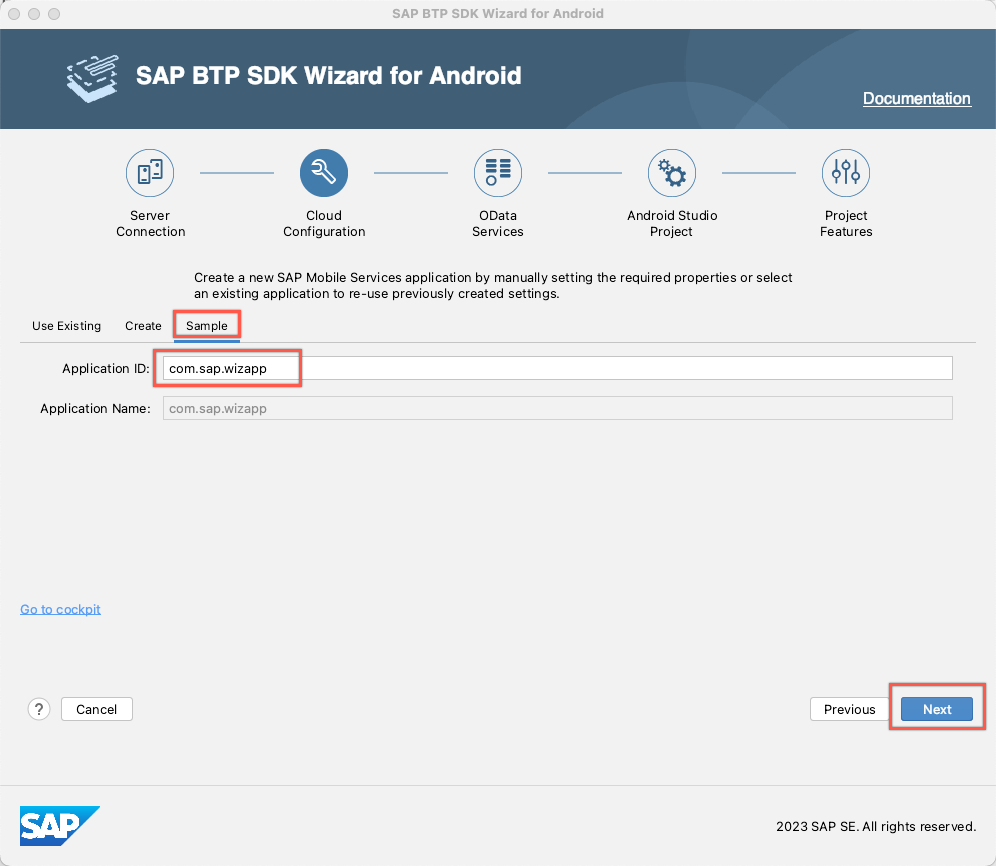 SAP BTP SDK Wizard for Android
SAP BTP SDK Wizard for Android
Documentation
Server
Connection
Cloud
Configuration
OData
Services
Android Studio
Project
Project
Features
Create a new SAP Mobile Services application by manually setting the required properties or select
an existing application to re-use previously created settings.
Use Existing Create Sample
Application ID: com.sap.wizapp
Application Name: com.sap.wizapp
Go to cockpit
? Cancel Previous Next
SAP 2023 SAP SE. All rights reserved.